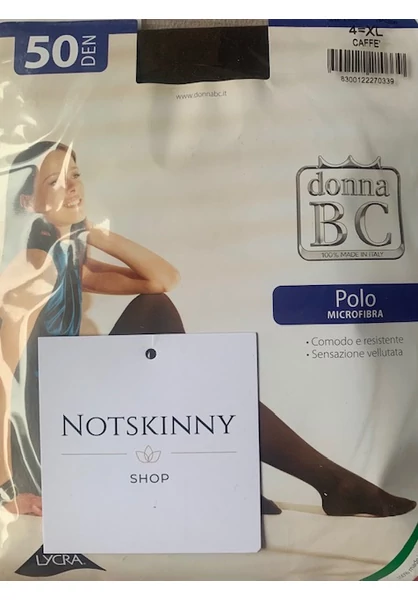 50 DEN
4=XL
CAFFE'
8300122270339
www.donnabc.it
donna
BC
100% MADE IN ITALY
Polo
MICROFIBRA
• Comodo e resistente
• Sensazione vellutata
NOTSKINNY
SHOP
LYCRA.